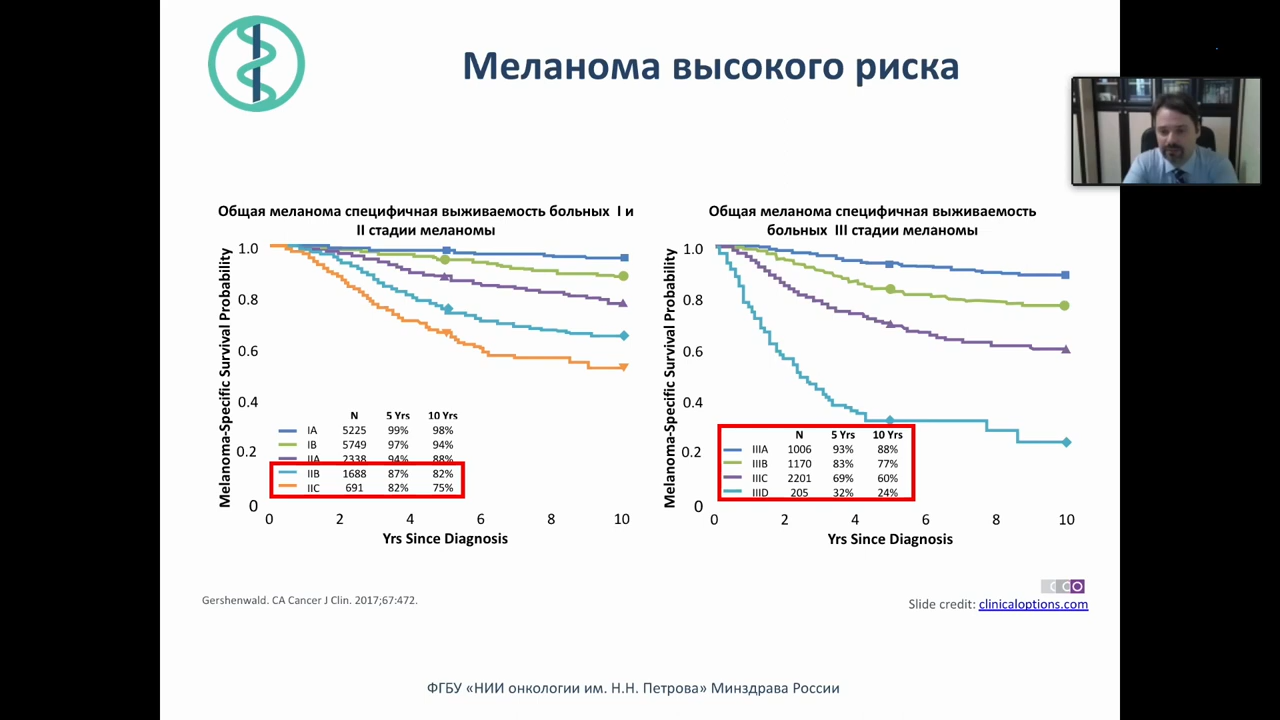 Меланома высокого риска
Общая меланома специфичная выживаемость больных I и
II стадии меланомы
Melanoma-Specific Survival Probability
1.0
0.8
0.6
0.4
0.2
0
N 5 Yrs 10 Yrs
IA 5225 99% 98%
IB 5749 97% 94%
IIA 2338 94% 88%
IIB 1688 87% 82%
IIC 691 82% 75%
0 2 4 6 8 10
Yrs Since Diagnosis
Общая меланома специфичная выживаемость
больных III стадии меланомы
Melanoma-Specific Survival Probability
1.0
0.8
0.6
0.4
0.2
0
N 5 Yrs 10 Yrs
IIIA 1006 93% 88%
IIIB 1170 83% 77%
IIIC 2201 69% 60%
IIID 205 32% 24%
0 2 4 6 8 10
Yrs Since Diagnosis
Gershenwald. CA Cancer J Clin. 2017;67:472.
CCO
Slide credit: clinicaloptions.com
ФГБУ «НИИ онкологии им. Н.Н. Петрова» Минздрава России